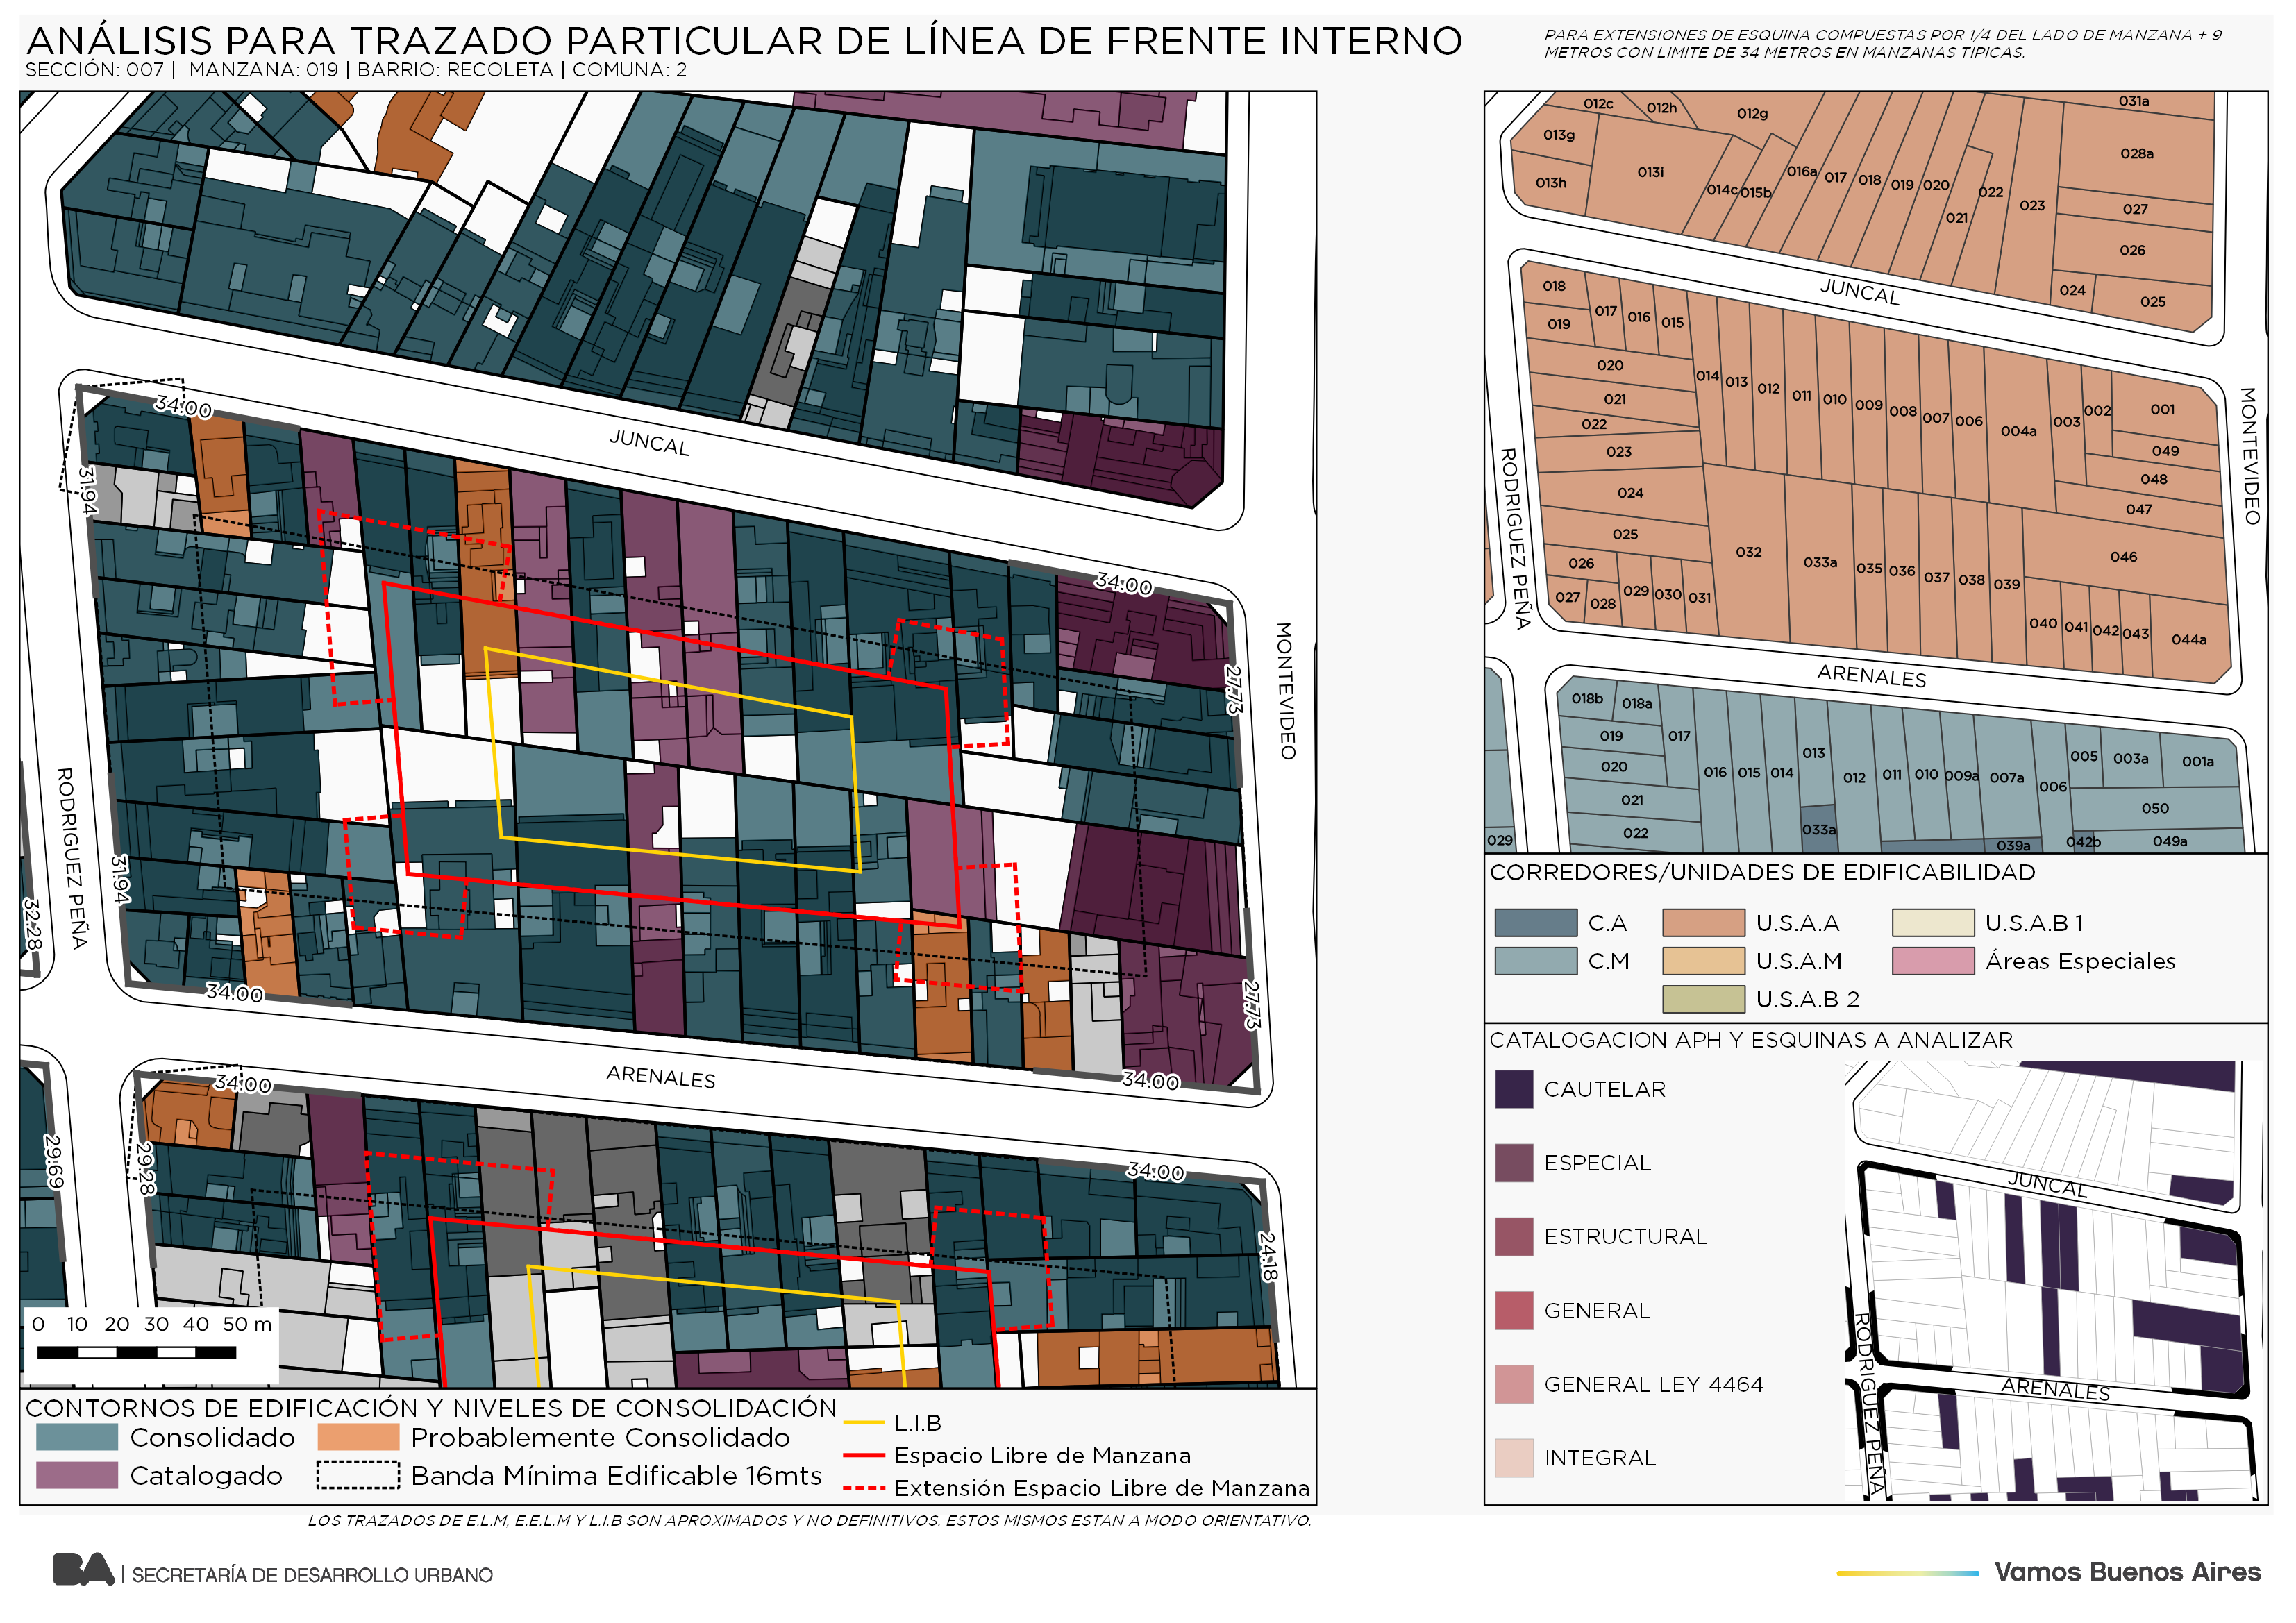 ANÁLISIS PARA TRAZADO PARTICULAR DE LÍNEA DE FRENTE INTERNO
SECCIÓN: 007 | MANZANA: 019 | BARRIO: RECOLETA | COMUNA: 2
PARA EXTENSIONES DE ESQUINA COMPUESTAS POR 1/4 DEL LADO DE MANZANA + 9
METROS CON LIMITE DE 34 METROS EN MANZANAS TIPICAS.
34.00
JUNCAL
31.94
34.00
MONTEVIDEO
27.73
RODRIGUEZ PEÑA
31.94
32.28
34.00
27.73
ARENALES
34.00
34.00
29.69
29.28
34.00
24.18
0 10 20 30 40 50 m
CONTORNOS DE EDIFICACIÓN Y NIVELES DE CONSOLIDACIÓN
Consolidado
Probablemente Consolidado
Catalogado
Banda Mínima Edificable 16mts
L.I.B
Espacio Libre de Manzana
Extensión Espacio Libre de Manzana
LOS TRAZADOS DE E.L.M, E.E.L.M Y L.I.B SON APROXIMADOS Y NO DEFINITIVOS. ESTOS MISMOS ESTAN A MODO ORIENTATIVO.
012c 012h 012g 031a
013g 013i 028a
013h 014c 015b 016a 017 018 019 020 021 022 023
027
026
024 025
JUNCAL
018 017 016 015
019
020 014 013 012 011 010 009 008 007 006 004a 003 002 001
021
022
023
049
048
047
024
025
026
027 028 029 030 031
032 033a 035 036 037 038 039 046
040 041 042 043 044a
MONTEVIDEO
RODRIGUEZ PEÑA
ARENALES
018b 018a
019 017
020
021
022
016 015 014 013 012 011 010 009a 007a 006 005 003a 001a
050
033a
029
039a 042b 049a
CORREDORES/UNIDADES DE EDIFICABILIDAD
C.A
U.S.A.A
U.S.A.B 1
C.M
U.S.A.M
Áreas Especiales
U.S.A.B 2
CATALOGACION APH Y ESQUINAS A ANALIZAR
CAUTELAR
ESPECIAL
ESTRUCTURAL
GENERAL
GENERAL LEY 4464
INTEGRAL
JUNCAL
RODRIGUEZ PEÑA
ARENALES
BA | SECRETARÍA DE DESARROLLO URBANO
Vamos Buenos Aires